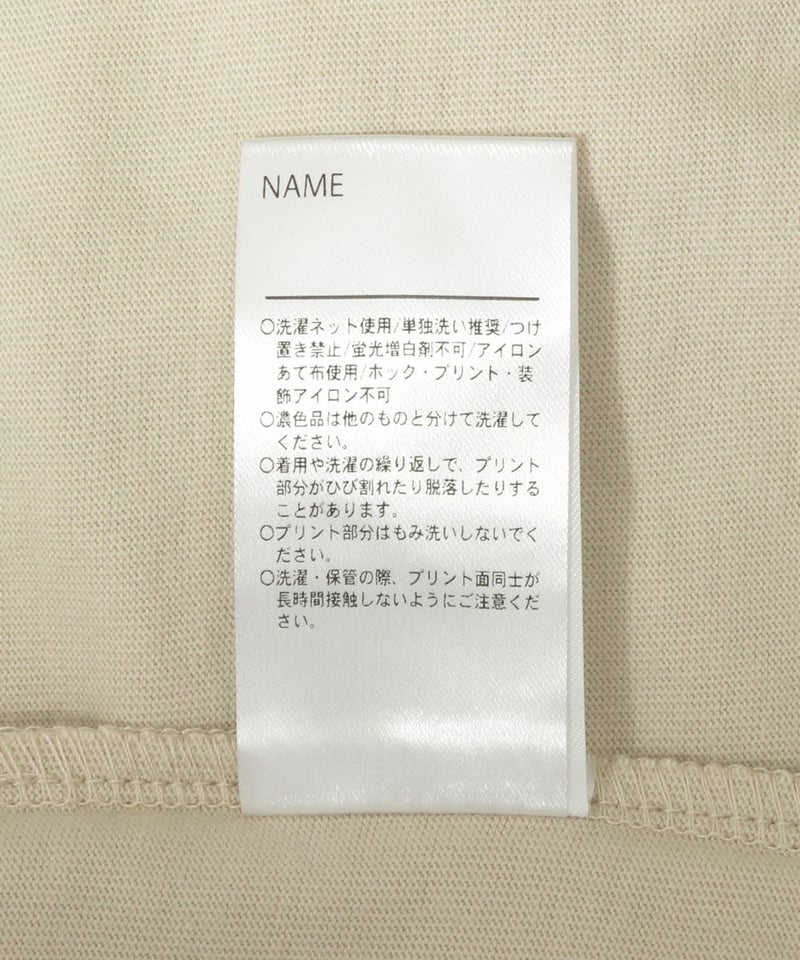 NAME
○洗濯ネット使用/単独洗い推奨/つけ
置き禁止/蛍光増白剤不可/アイロン
あて布使用/ホック・プリント・装
飾アイロン不可
○濃色品は他のものと分けて洗濯して
ください。
○着用や洗濯の繰り返しで、プリント
部分がひび割れたり脱落したりする
ことがあります。
○プリント部分はもみ洗いしないでく
ださい。
○洗濯・保管の際、プリント面同士が
長時間接触しないようにご注意くだ
さい。